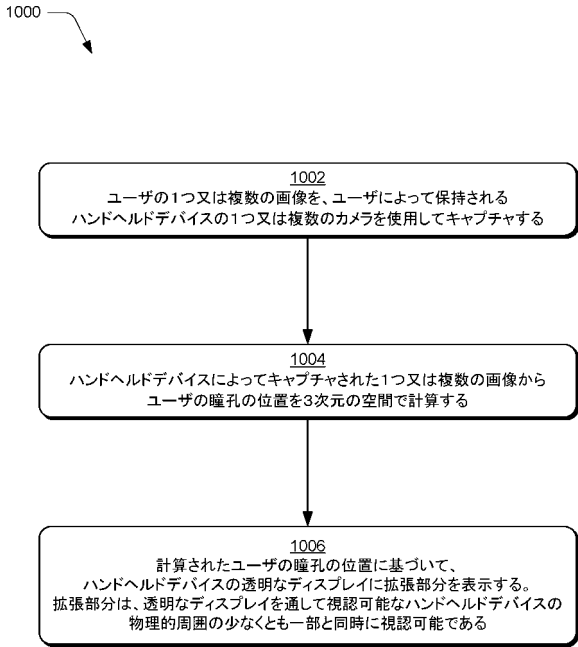 1000
1002
ユーザの1つ又は複数の画像を、ユーザによって保持される
ハンドヘルドデバイスの1つ又は複数のカメラを使用してキャプチャする
1004
ハンドヘルドデバイスによってキャプチャされた1つ又は複数の画像から
ユーザの瞳孔の位置を3次元の空間で計算する
1006
計算されたユーザの瞳孔の位置に基づいて、
ハンドヘルドデバイスの透明なディスプレイに拡張部分を表示する。
拡張部分は、透明なディスプレイを通して視認可能なハンドヘルドデバイスの
物理的周囲の少なくとも一部と同時に視認可能である